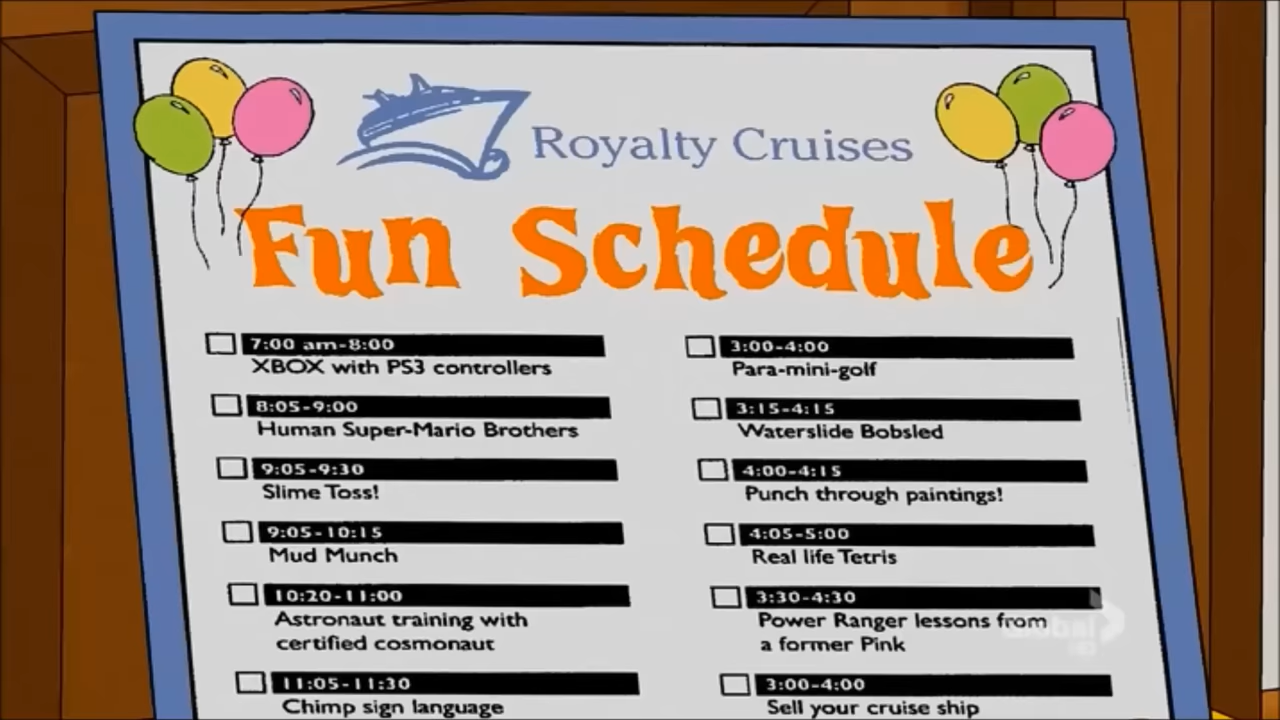 Royalty Cruises
Fun Schedule
7:00 am-8:00
XBOX with PS3 controllers
8:05-9:00
Human Super-Mario Brothers
9:05-9:30
Slime Toss!
9:05-10:15
Mud Munch
10:20-11:00
Astronaut training with
certified cosmonaut
11:05-11:30
Chimp sign language
3:00-4:00
Para-mini-golf
3:15-4:15
Waterslide Bobsled
4:00-4:15
Punch through paintings!
4:05-5:00
Real life Tetris
3:30-4:30
Power Ranger lessons from
a former Pink
Global
HD
3:00-4:00
Sell your cruise ship